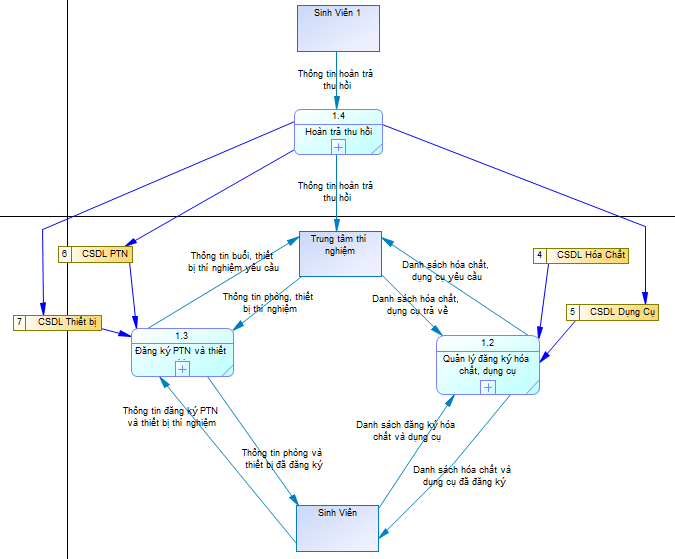 Sinh Viên 1
Thông tin hoàn trả
thu hồi
1.4
Hoàn trả thu hồi
Thông tin hoàn trả
thu hồi
Trung tâm thí
nghiệm
6 CSDL PTN
Thông tin buổi, thiết
bị thí nghiệm yêu cầu
Danh sách hóa chất,
dụng cụ yêu cầu
4 CSDL Hóa Chất
Thông tin phòng, thiết
bị thí nghiệm
Danh sách hóa chất,
dụng cụ trả về
5 CSDL Dụng Cụ
7 CSDL Thiết bị
1.3
Đăng ký PTN và thiết
1.2
Quản lý đăng ký hóa
chất, dụng cụ
Thông tin đăng ký PTN
và thiết bị thí nghiệm
Danh sách đăng ký hóa
chất và dụng cụ
Thông tin phòng và
thiết bị đã đăng ký
Danh sách hóa chất và
dụng cụ đã đăng ký
Sinh Viên